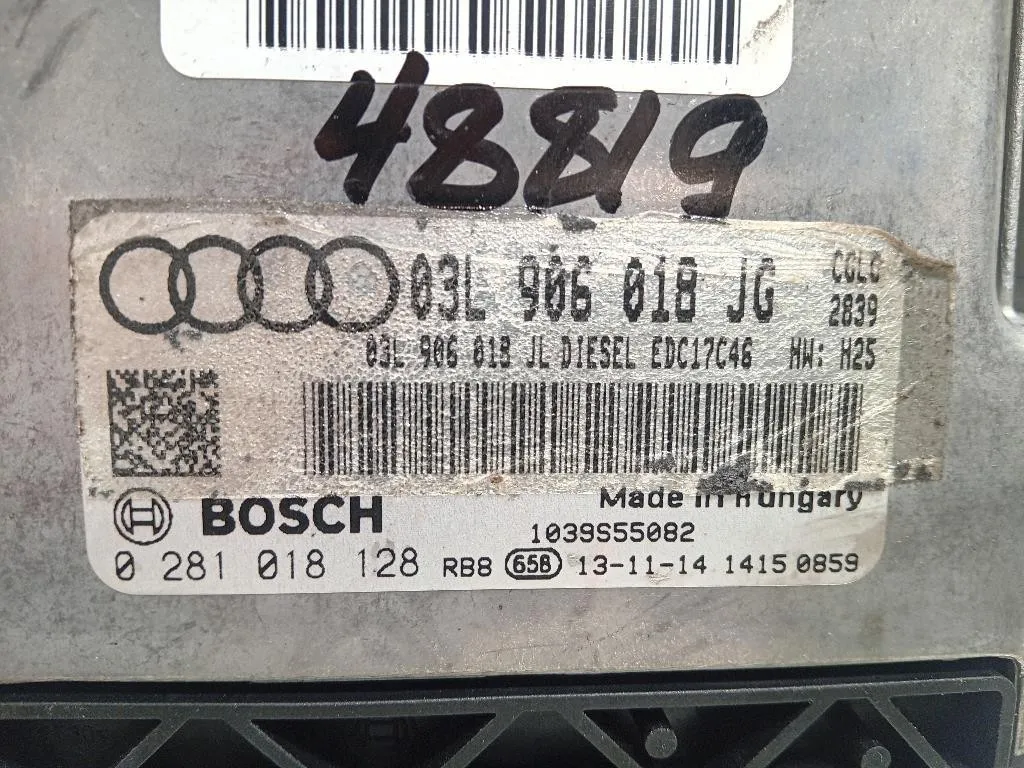 48819
03L 906 018 JG
CGLC
2839
03L 906 018 JL DIESEL EDC17C46 HW: H25
Made in Hungary
BOSCH
1039S55082
0 281 018 128 RB8 65B 13-11-14 1415 0859